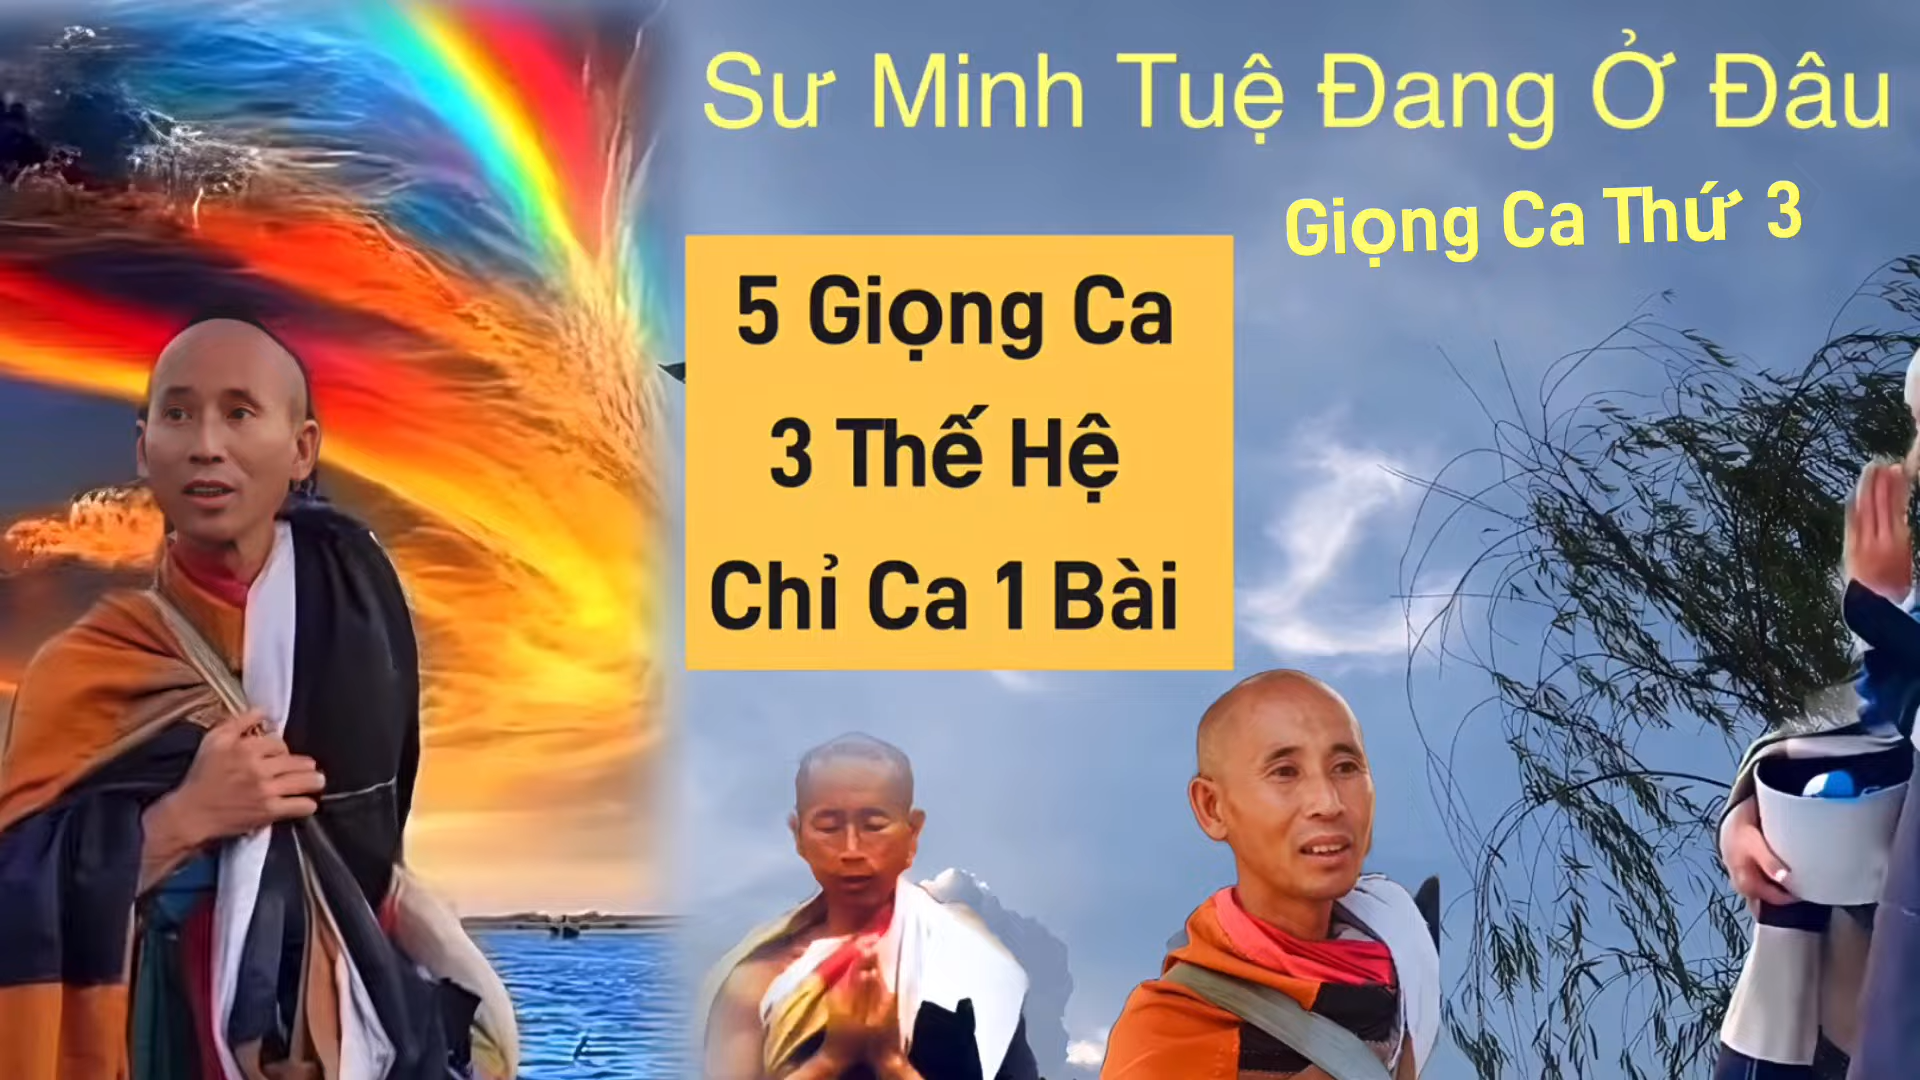 Sư Minh Tuệ Đang Ở Đâu
Giọng Ca Thứ 3
5 Giọng Ca
3 Thế Hệ
Chỉ Ca 1 Bài